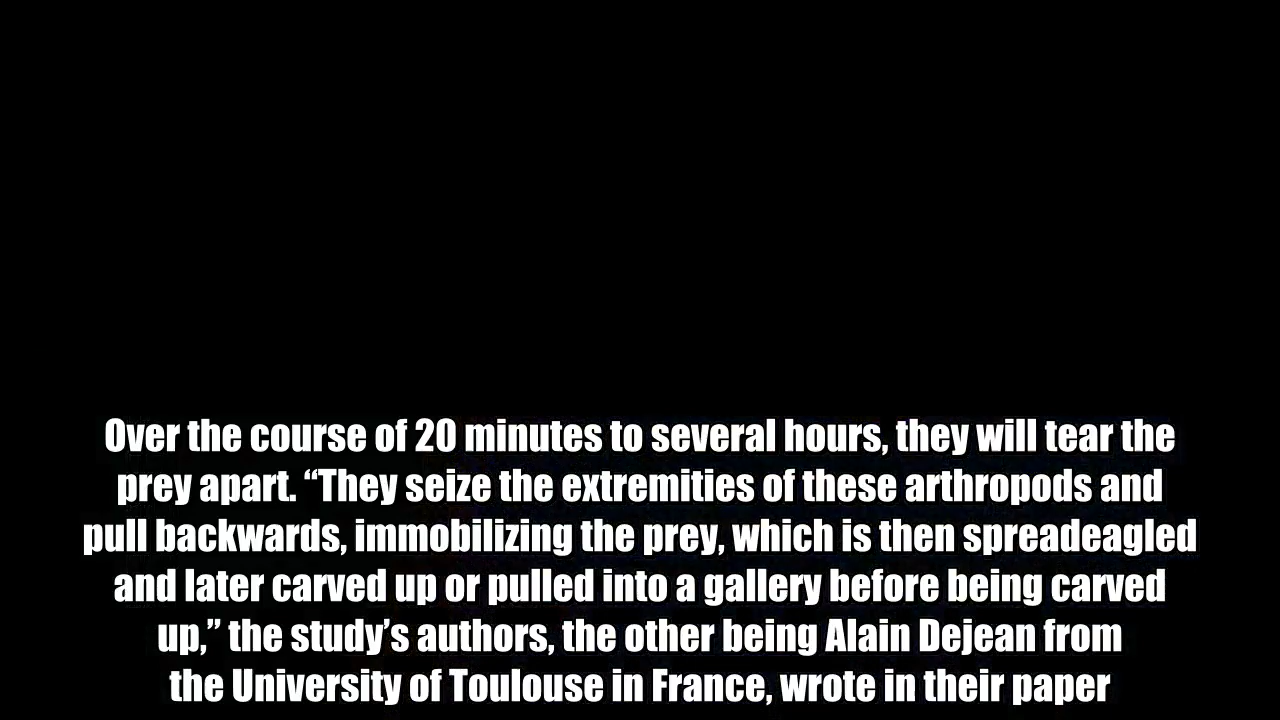 Over the course of 20 minutes to several hours, they will tear the
prey apart. “They seize the extremities of these arthropods and
pull backwards, immobilizing the prey, which is then spreadeagled
and later carved up or pulled into a gallery before being carved
up,” the study’s authors, the other being Alain Dejean from
the University of Toulouse in France, wrote in their paper